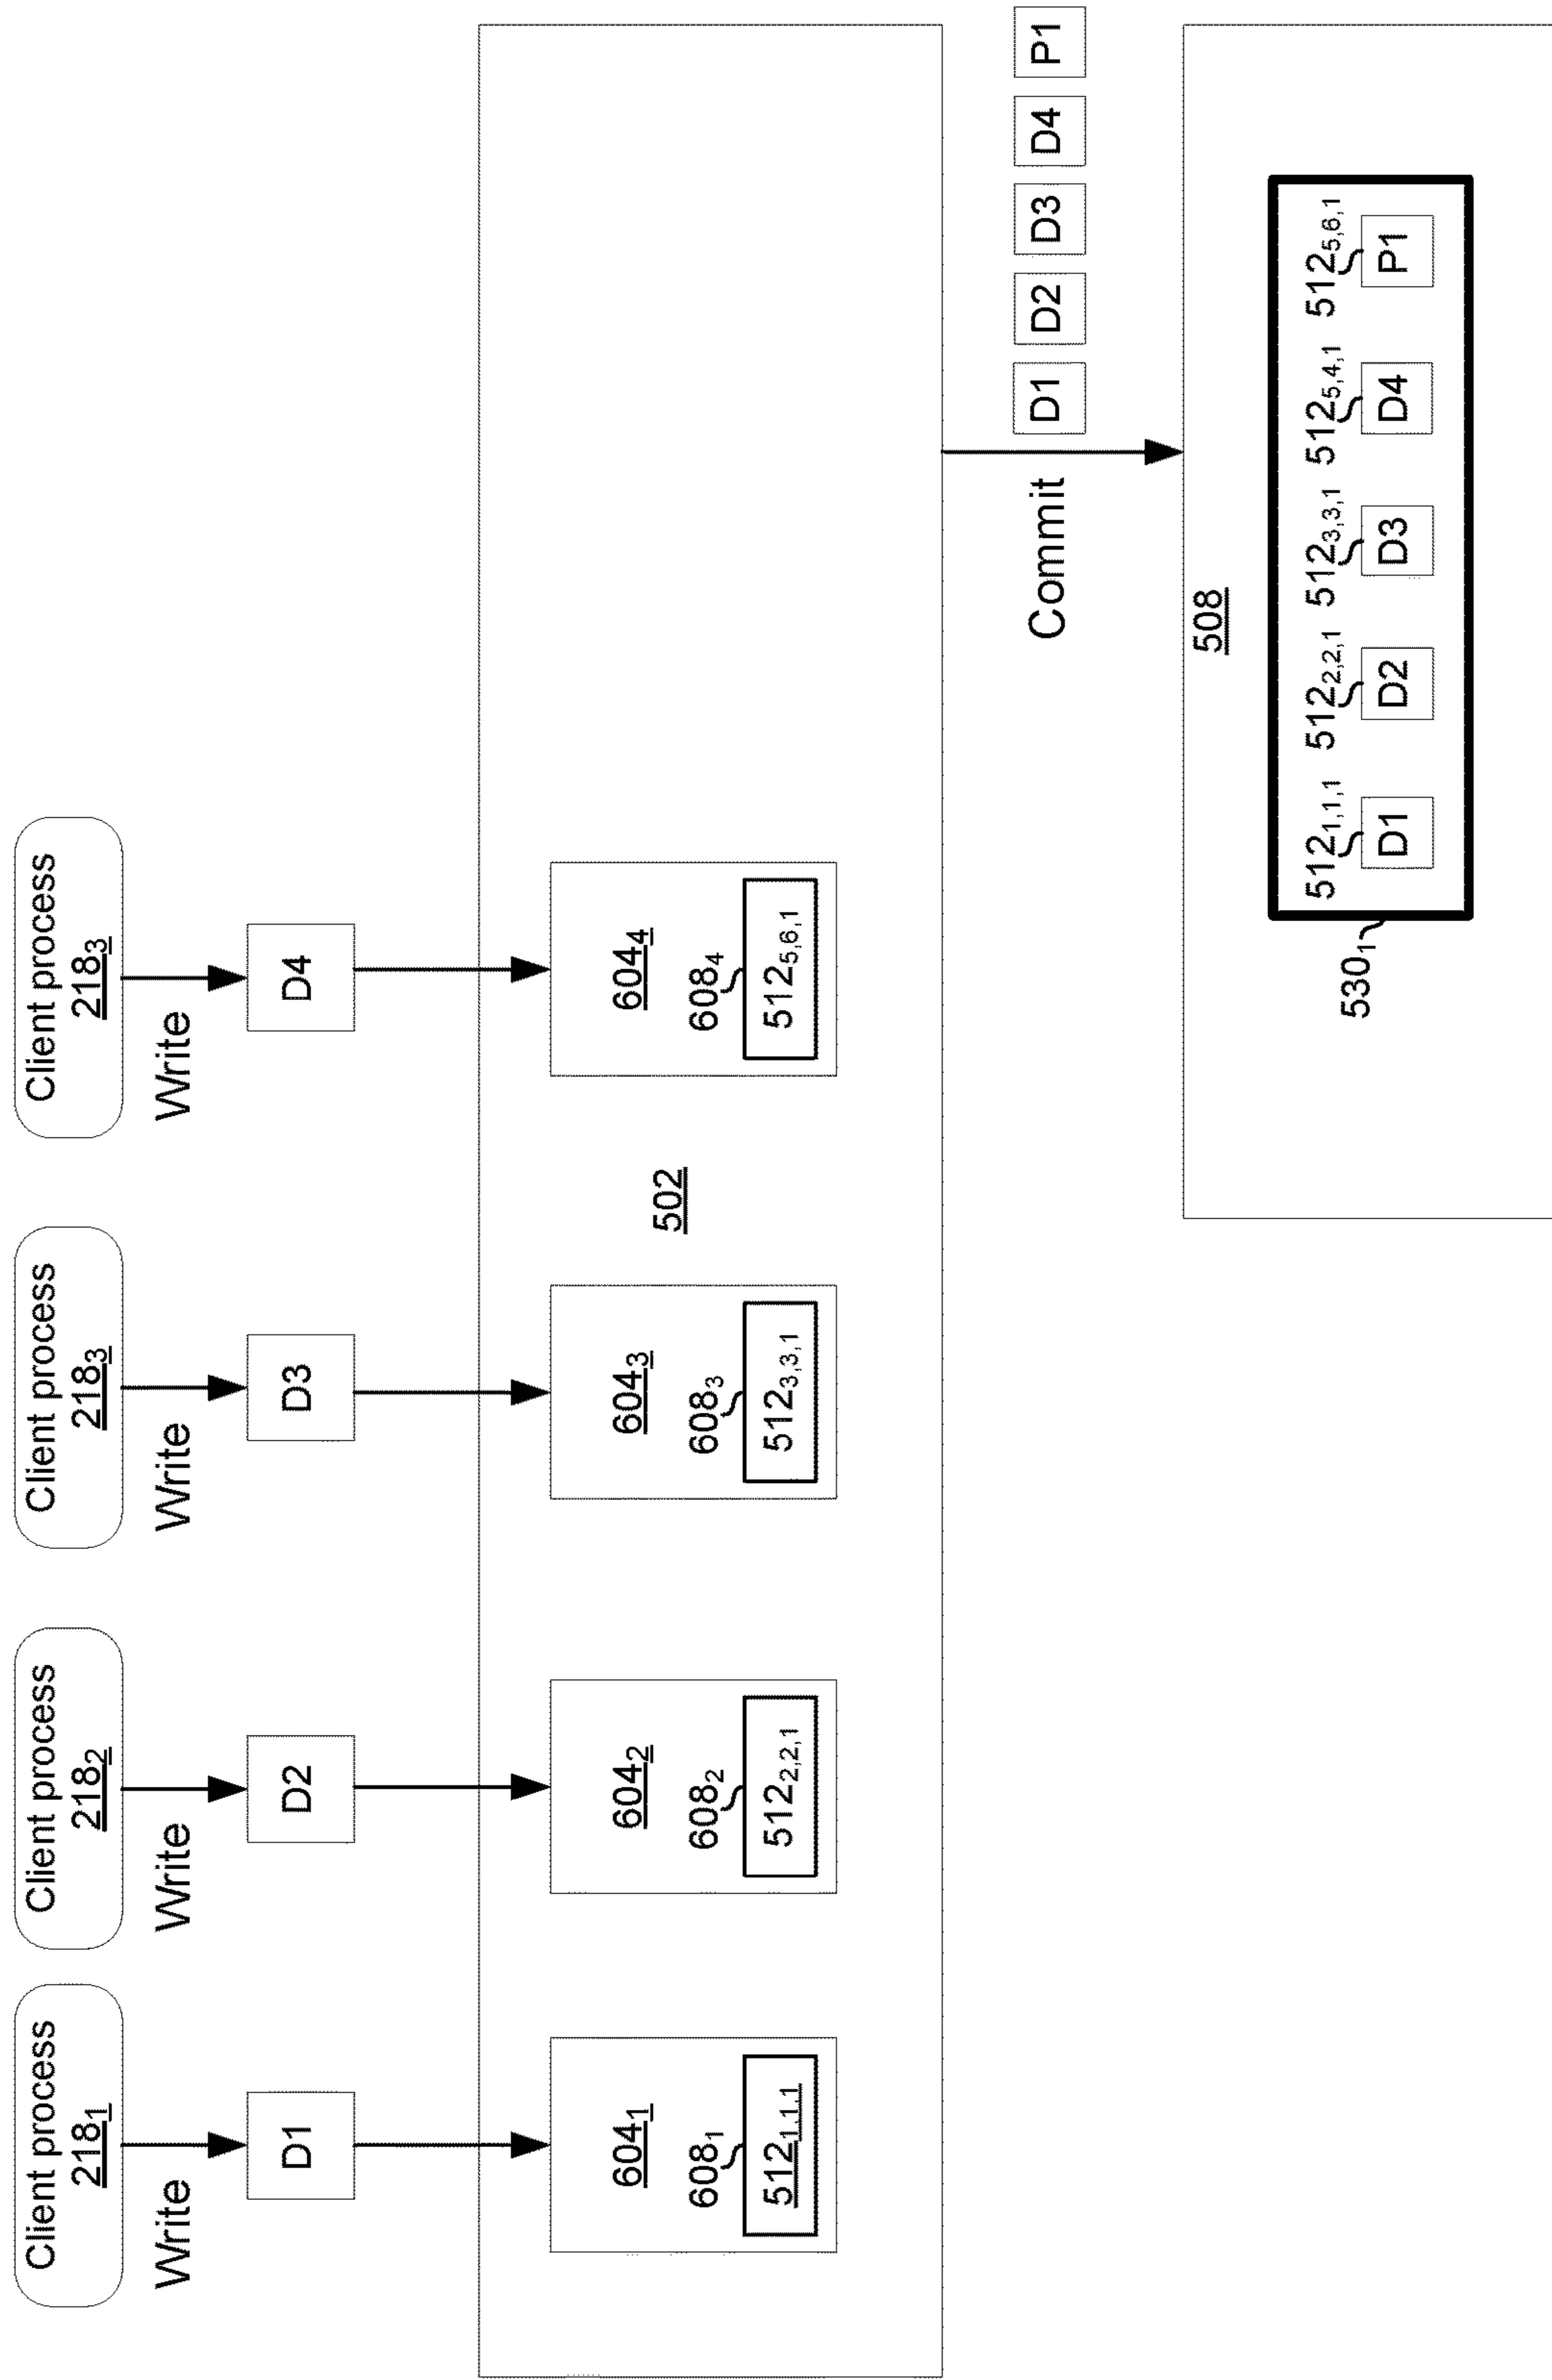 Client process
218₁
Client process
218₂
Client process
218₃
Client process
218₃
Write
Write
Write
Write
D1
D2
D3
D4
604₁
604₂
604₃
604₄
502
608₁
608₂
608₃
608₄
512₁,₁,₁
512₂,₂,₁
512₃,₃,₁
512₅,₆,₁
Commit
D1 D2 D3 D4 P1
508
512₁,₁,₁ 512₂,₂,₁ 512₃,₃,₁ 512₅,₄,₁ 512₅,₆,₁
D1 D2 D3 D4 P1
530₁